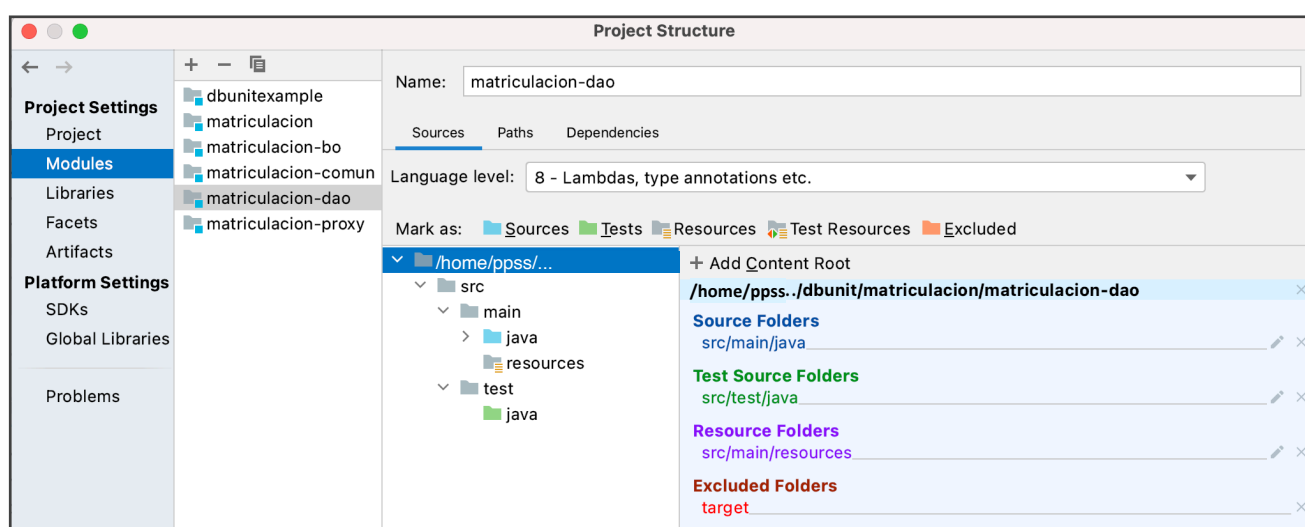 Project Structure
Project Settings
Project
Modules
Libraries
Facets
Artifacts
Platform Settings
SDKs
Global Libraries
Problems
dbunitexample
matriculacion
matriculacion-bo
matriculacion-comun
matriculacion-dao
matriculacion-proxy
Name: matriculacion-dao
Sources Paths Dependencies
Language level: 8 - Lambdas, type annotations etc.
Mark as: Sources Tests Resources Test Resources Excluded
/home/ppss/...
src
main
java
resources
test
java
+ Add Content Root
/home/ppss../dbunit/matriculacion/matriculacion-dao
Source Folders
src/main/java
Test Source Folders
src/test/java
Resource Folders
src/main/resources
Excluded Folders
target